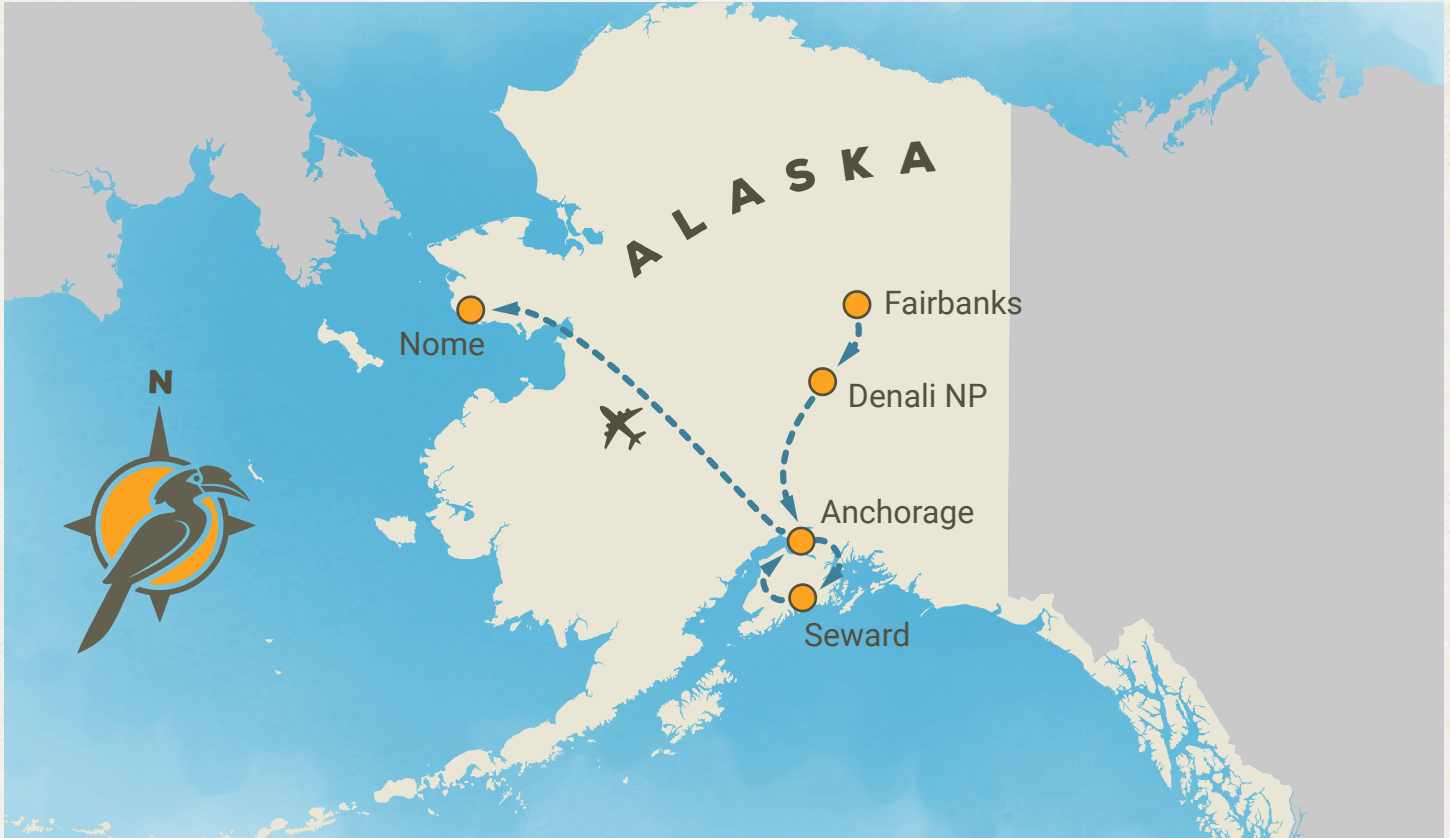 ALASKA
Fairbanks
Nome
N
Denali NP
Anchorage
Seward